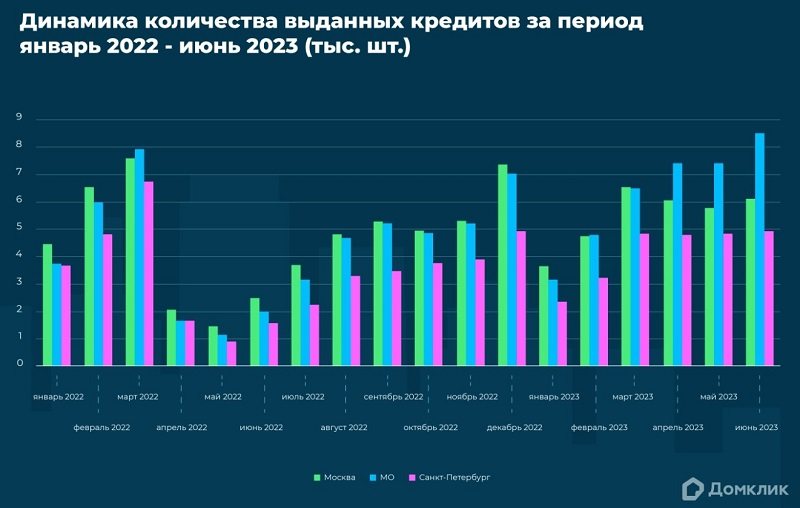 Динамика количества выданных кредитов за период
январь 2022 - июнь 2023 (тыс. шт.)
9
8
7
6
5
4
3
2
1
0
январь 2022 март 2022 май 2022 июль 2022 сентябрь 2022 ноябрь 2022 январь 2023 март 2023 май 2023
февраль 2022 апрель 2022 июнь 2022 август 2022 октябрь 2022 декабрь 2022 февраль 2023 апрель 2023 июнь 2023
Москва МО Санкт-Петербург
Домклик